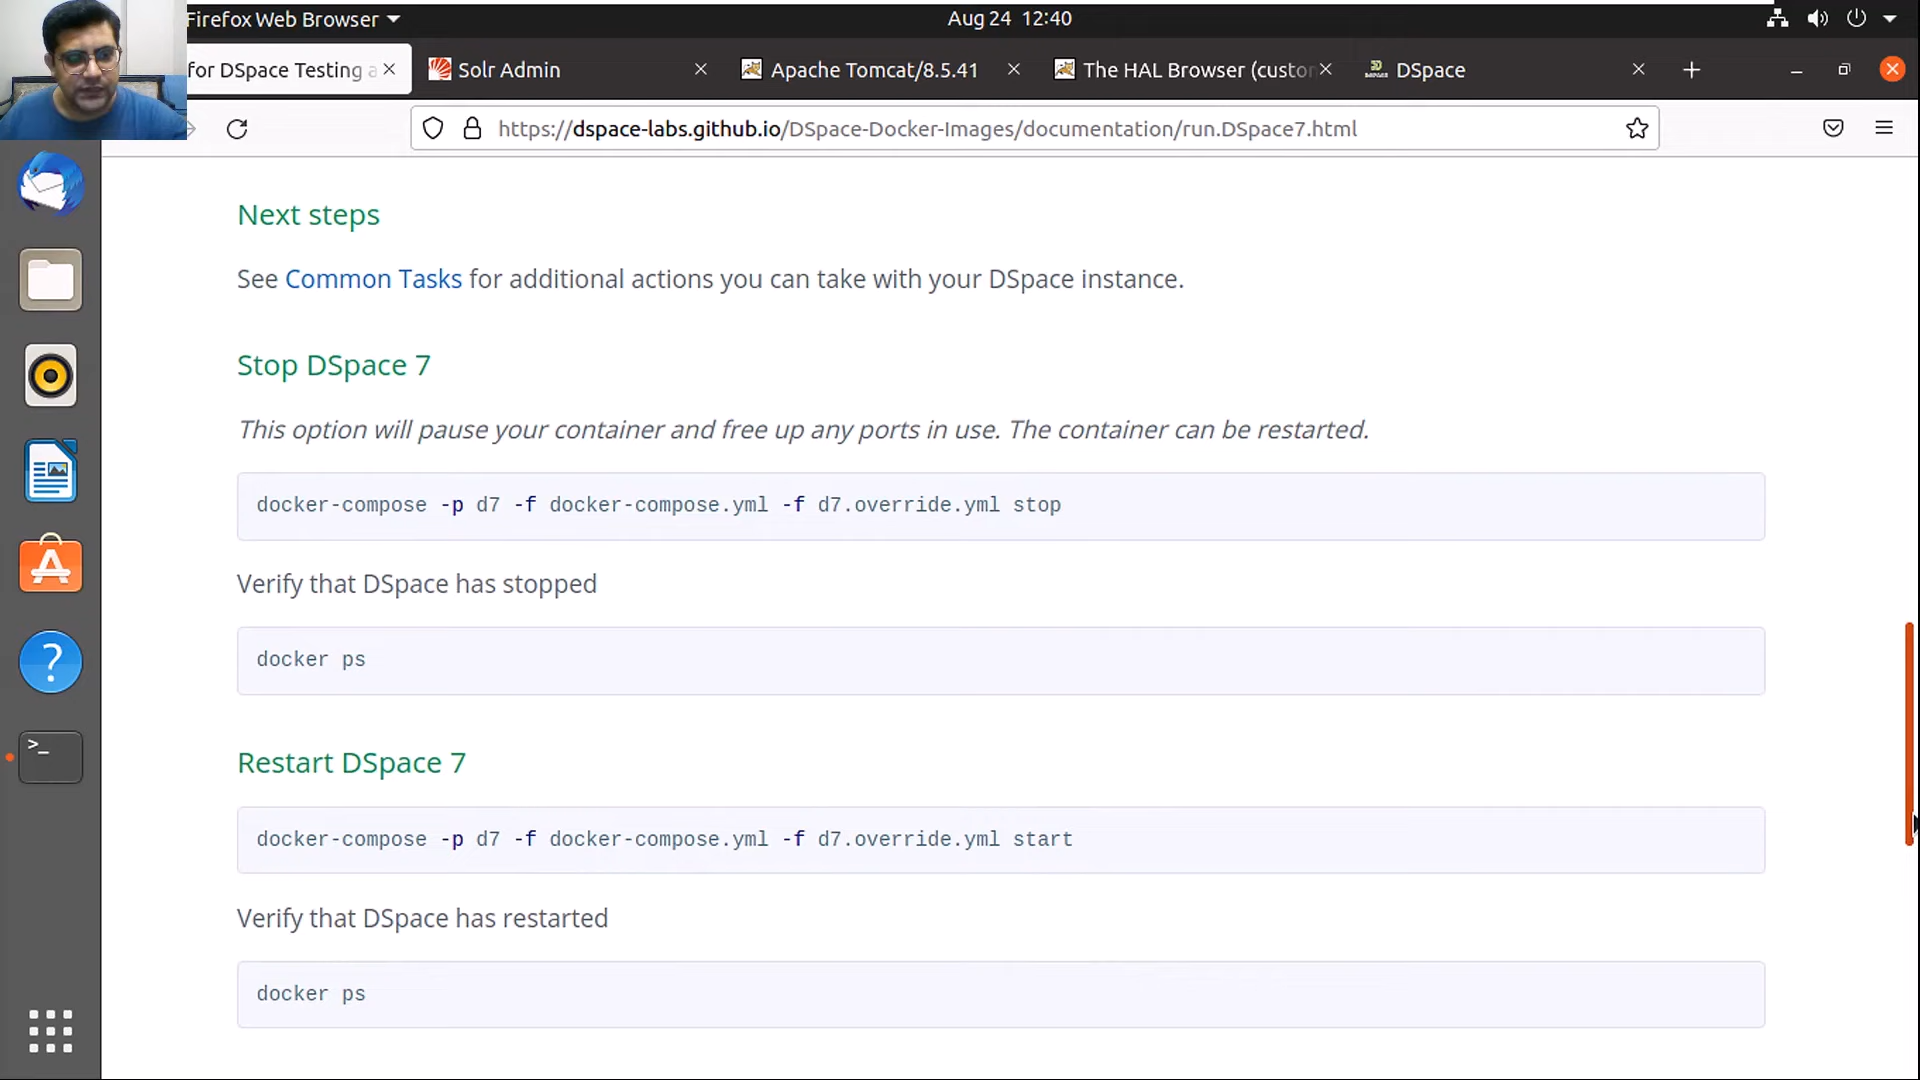 Firefox Web Browser
Aug 24 12:40
for DSpace Testing a
Solr Admin
Apache Tomcat/8.5.41
The HAL Browser (custor
DSpace
https://dspace-labs.github.io/DSpace-Docker-Images/documentation/run.DSpace7.html
Next steps
See Common Tasks for additional actions you can take with your DSpace instance.
Stop DSpace 7
This option will pause your container and free up any ports in use. The container can be restarted.
docker-compose -p d7 -f docker-compose.yml -f d7.override.yml stop
Verify that DSpace has stopped
docker ps
Restart DSpace 7
docker-compose -p d7 -f docker-compose.yml -f d7.override.yml start
Verify that DSpace has restarted
docker ps